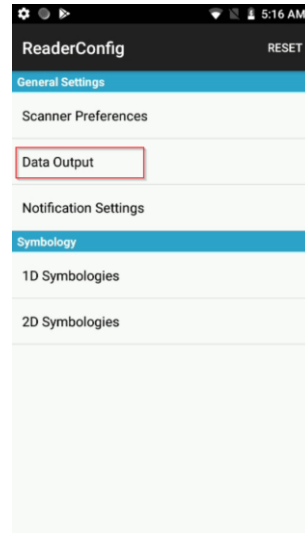 5:16 AM
ReaderConfig
RESET
General Settings
Scanner Preferences
Data Output
Notification Settings
Symbology
1D Symbologies
2D Symbologies